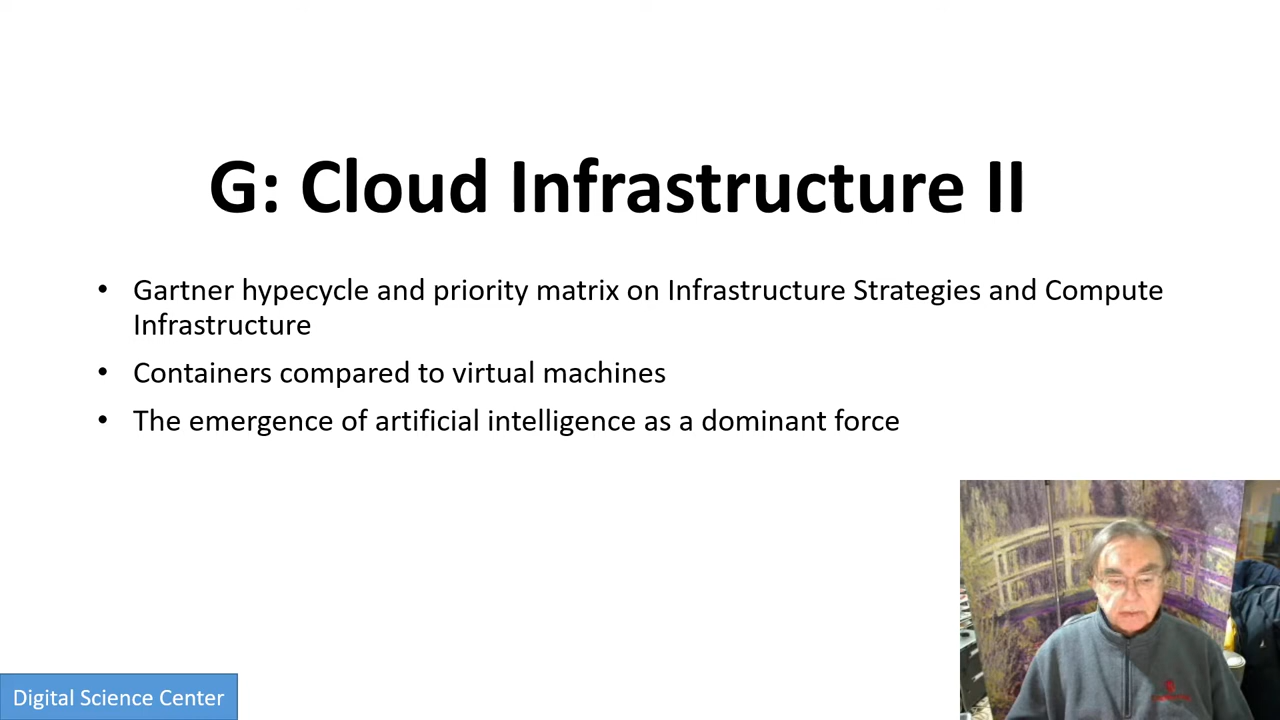 G: Cloud Infrastructure II
• Gartner hypecycle and priority matrix on Infrastructure Strategies and Compute
Infrastructure
• Containers compared to virtual machines
• The emergence of artificial intelligence as a dominant force
Digital Science Center